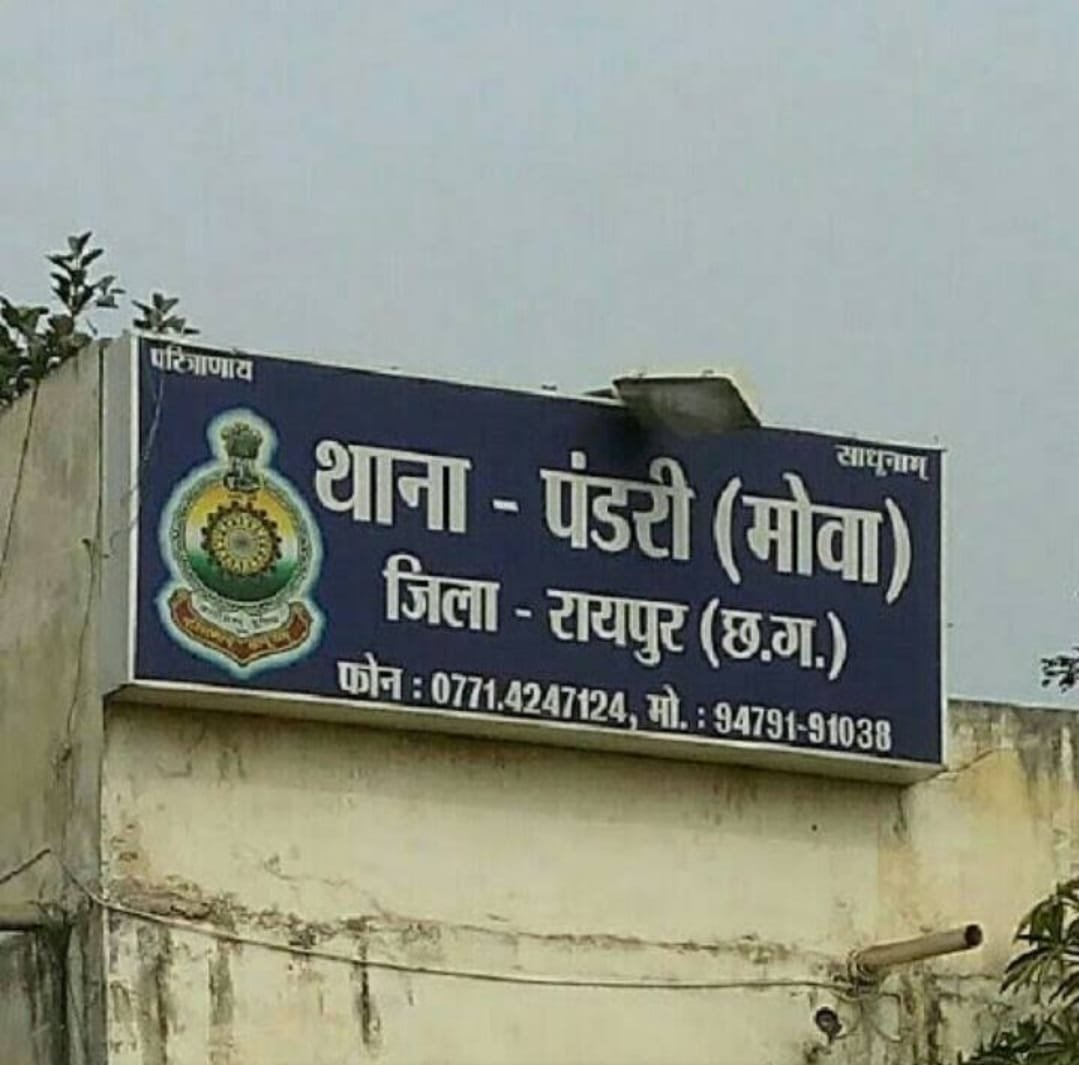 परित्राणाय
साधूनाम्
थाना - पंडरी (मोवा)
जिला - रायपुर (छ.ग.)
फोन : 0771.4247124, मो. : 94791-91038